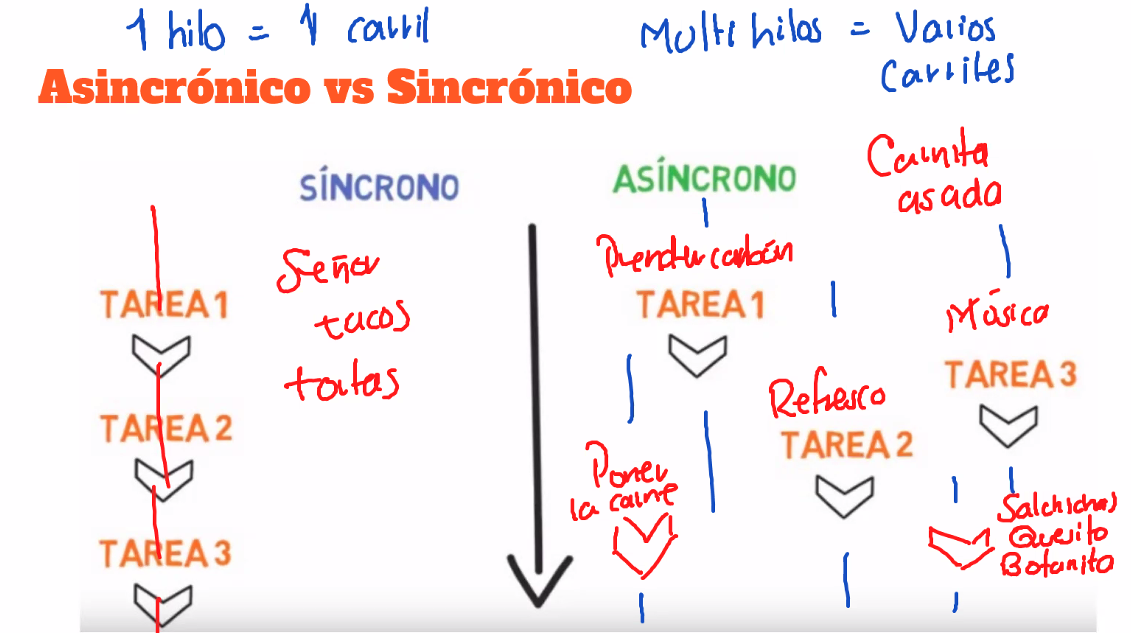 1 hilo = 1 carril
Multi hilos = Varios
Carriles
Asincrónico vs Sincrónico
SÍNCRONO
Señor
tacos
tortas
TAREA 1
TAREA 2
TAREA 3
ASÍNCRONO
Carnita
asada
Prender carbón
TAREA 1
Música
TAREA 3
Refresco
TAREA 2
Poner
la carne
Salchichas
Quesito
Botanita